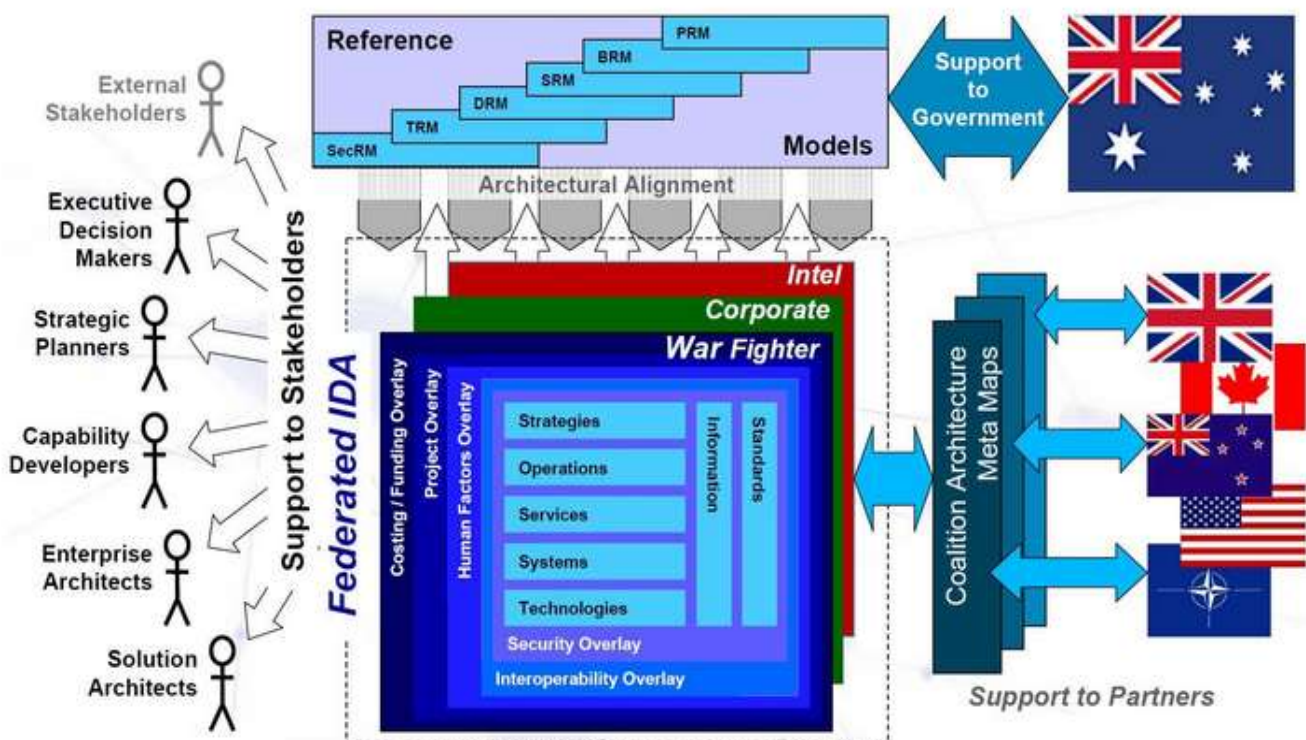 Reference
PRM
BRM
SRM
DRM
TRM
SecRM
Models
Support
to
Government
Architectural Alignment
External
Stakeholders
Executive
Decision
Makers
Strategic
Planners
Capability
Developers
Enterprise
Architects
Solution
Architects
Support to Stakeholders
Federated IDA
Intel
Corporate
War Fighter
Costing / Funding Overlay
Project Overlay
Human Factors Overlay
Strategies
Operations
Services
Systems
Technologies
Information
Standards
Security Overlay
Interoperability Overlay
Coalition Architecture
Meta Maps
Support to Partners